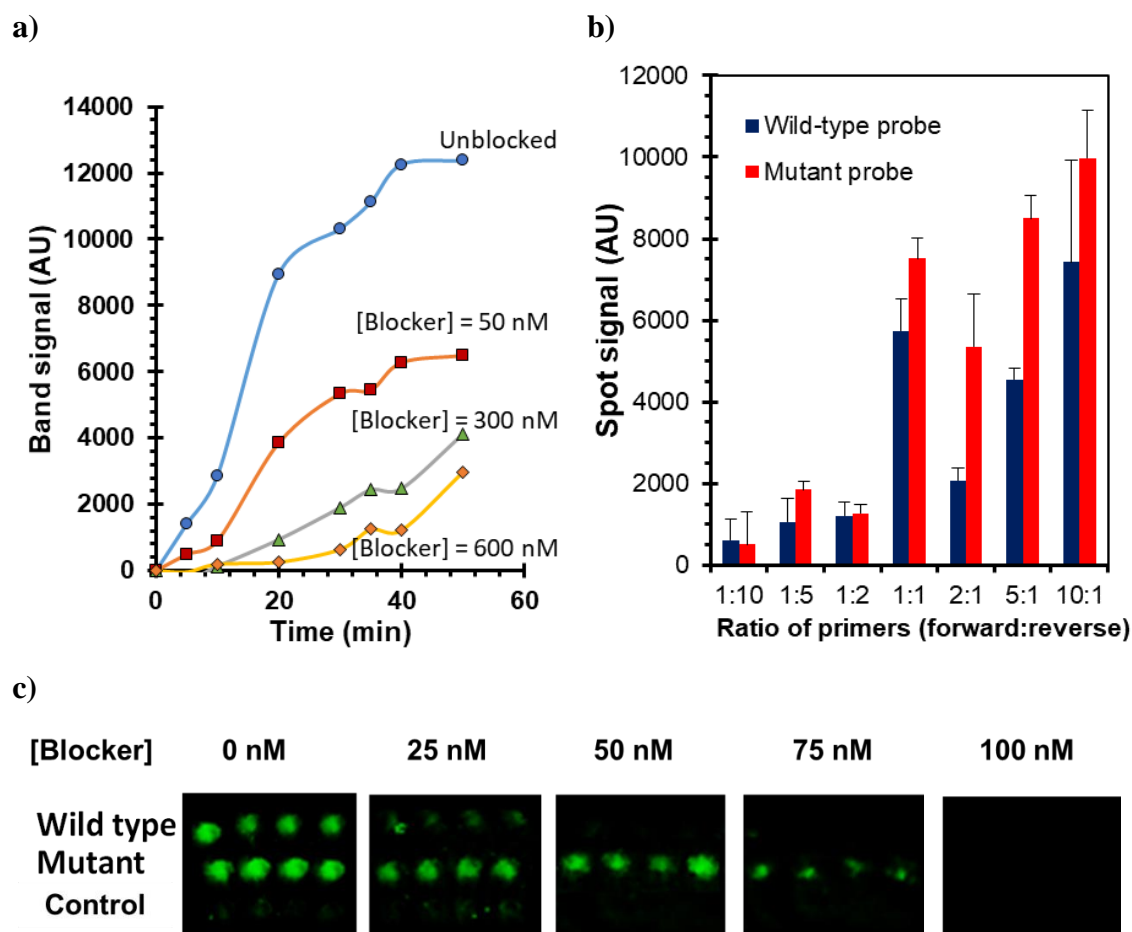 a)
14000
12000
10000
8000
6000
4000
2000
0
Band signal (AU)
Unblocked
[Blocker] = 50 nM
[Blocker] = 300 nM
[Blocker] = 600 nM
0 20 40 60
Time (min)
b)
12000
10000
8000
6000
4000
2000
0
Spot signal (AU)
Wild-type probe
Mutant probe
1:10 1:5 1:2 1:1 2:1 5:1 10:1
Ratio of primers (forward:reverse)
c)
[Blocker] 0 nM 25 nM 50 nM 75 nM 100 nM
Wild type
Mutant
Control